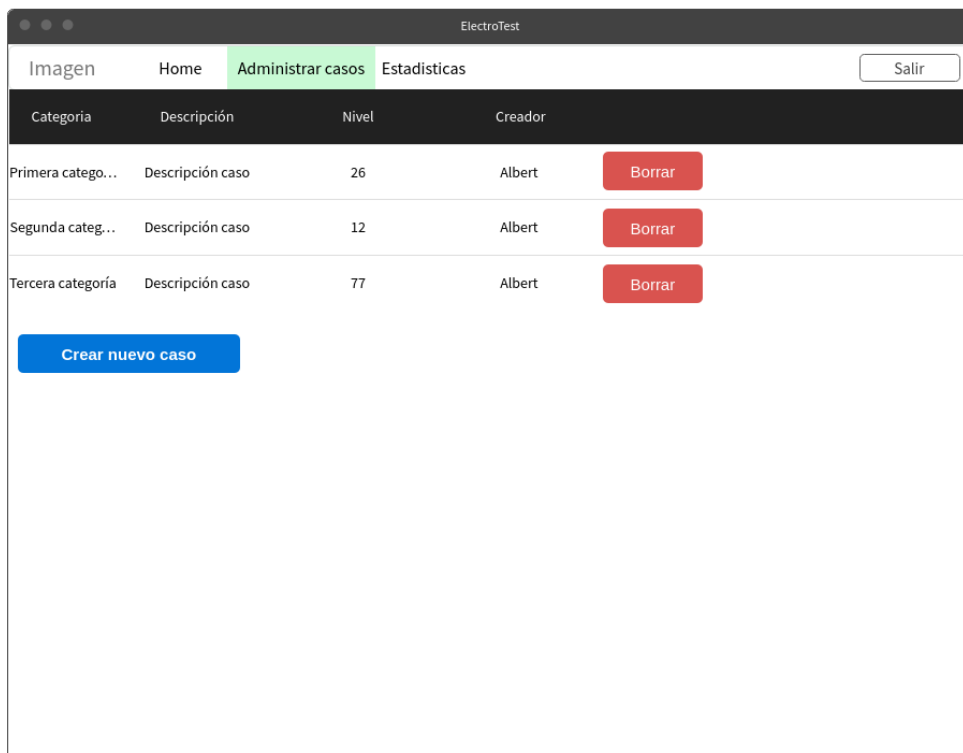 ElectroTest
Imagen Home Administrar casos Estadisticas Salir
Categoria Descripción Nivel Creador
Primera catego... Descripción caso 26 Albert Borrar
Segunda categ... Descripción caso 12 Albert Borrar
Tercera categoría Descripción caso 77 Albert Borrar
Crear nuevo caso